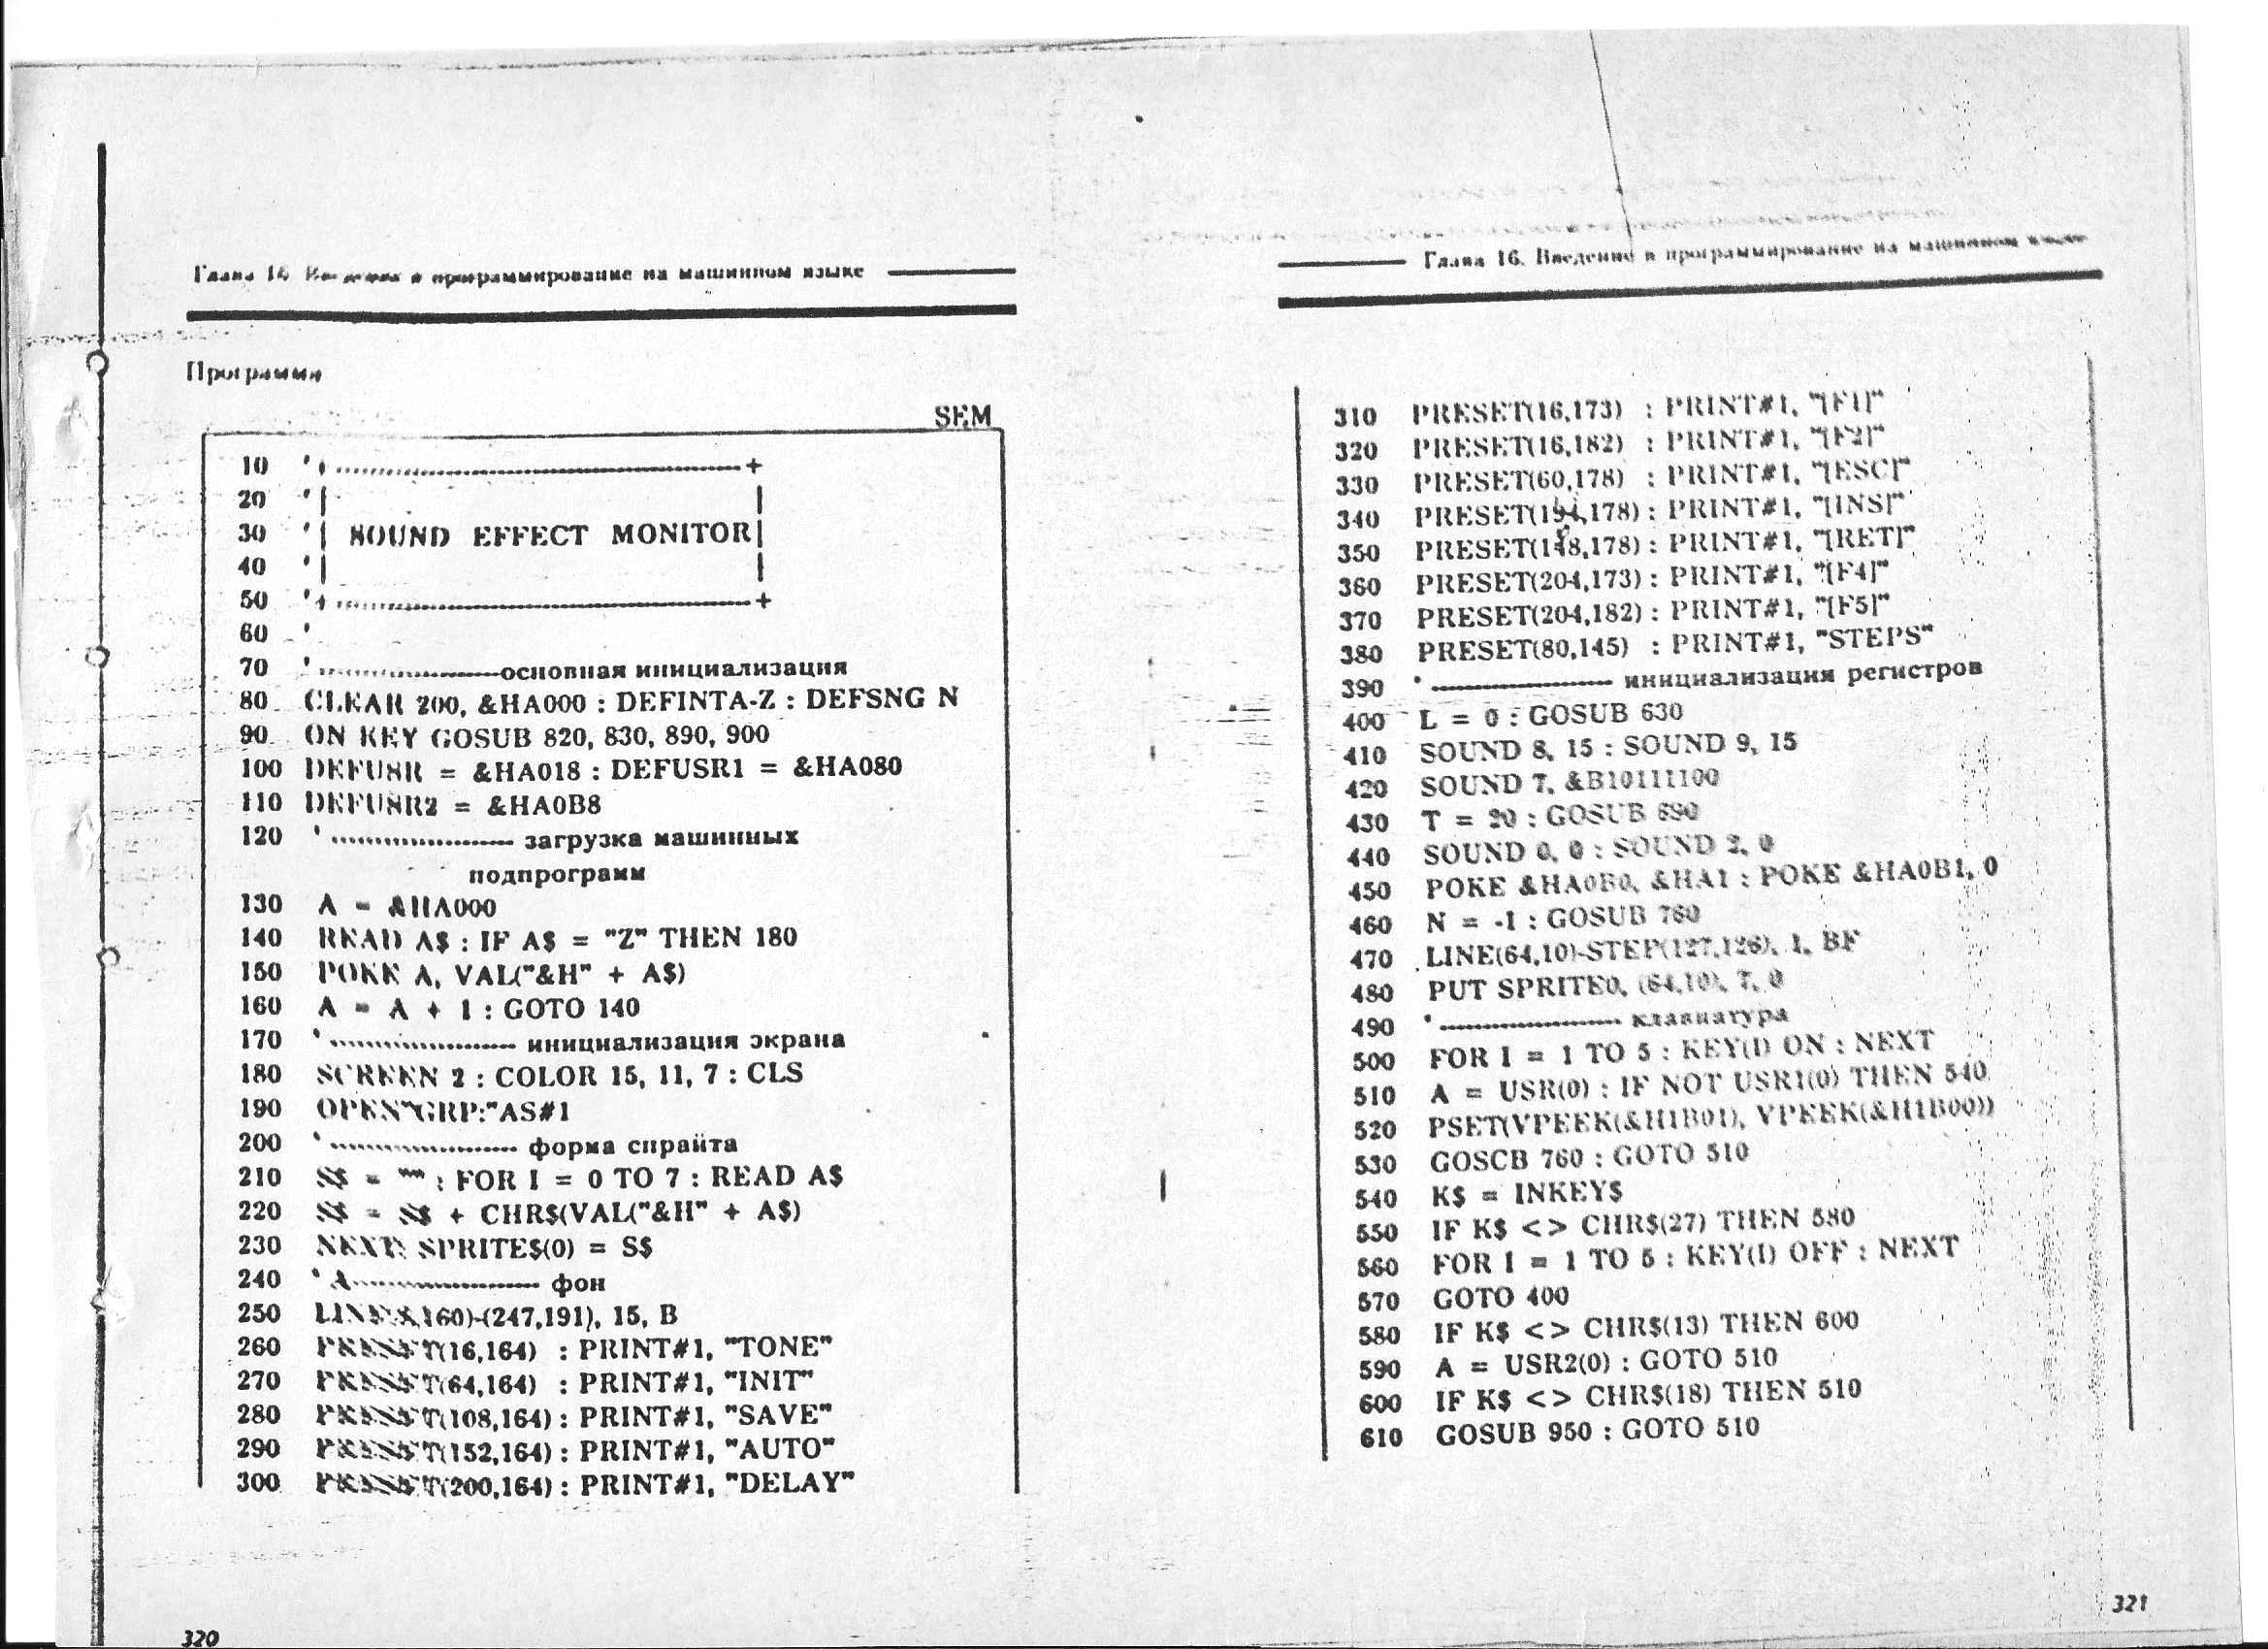 Глава 16. Введение в программирование на машинном языке
Программа
SEM
10 '+-----------------------------------+
20 '| |
30 '| SOUND EFFECT MONITOR|
40 '| |
50 '+-----------------------------------+
60 '
70 '------------------основная инициализация
80 CLEAR 200, &HA000 : DEFINTA-Z : DEFSNG N
90 ON KEY GOSUB 820, 830, 890, 900
100 DEFUSR = &HA018 : DEFUSR1 = &HA080
110 DEFUSR2 = &HA0B8
120 '------------------ загрузка машинных
подпрограмм
130 A = &HA000
140 READ A$ : IF A$ = "Z" THEN 180
150 POKE A, VAL("&H" + A$)
160 A = A + 1 : GOTO 140
170 '------------------ инициализация экрана
180 SCREEN 2 : COLOR 15, 11, 7 : CLS
190 OPEN"GRP:"AS#1
200 '------------------ форма спрайта
210 S$ = "" : FOR I = 0 TO 7 : READ A$
220 S$ = S$ + CHR$(VAL("&H" + A$)
230 NEXT: SPRITE$(0) = S$
240 '------------------ фон
250 LINE(8,160)-(247,191), 15, B
260 PRESET(16,164) : PRINT#1, "TONE"
270 PRESET(64,164) : PRINT#1, "INIT"
280 PRESET(108,164) : PRINT#1, "SAVE"
290 PRESET(152,164) : PRINT#1, "AUTO"
300 PRESET(200,164) : PRINT#1, "DELAY"
320
Глава 16. Введение в программирование на машинном языке
310 PRESET(16,173) : PRINT#1, "[F1]"
320 PRESET(16,182) : PRINT#1, "[F2]"
330 PRESET(60,178) : PRINT#1, "[ESC]"
340 : PRINT#1, "[INS]"
350 : PRINT#1, "[RET]"
360 PRESET(204,173) : PRINT#1, "[F4]"
370 PRESET(204,182) : PRINT#1, "[F5]"
380 PRESET(80,145) : PRINT#1, "STEPS"
390 '------------------ инициализация регистров
400 L = 0 : GOSUB 630
410 SOUND 8, 15 : SOUND 9, 15
420 SOUND 7, &B10111100
430 T = 20 : GOSUB 690
440 SOUND 0, 0 : SOUND 2, 0
450 POKE &HA0B0, &HA1 : POKE &HA0B1, 0
460 N = -1 : GOSUB 760
470 LINE(64,10)-STEP(127,126), 1, BF
480 PUT SPRITE0, (64,10), 7, 0
490 '------------------ клавиатура
500 FOR I = 1 TO 5 : KEY(I) ON : NEXT
510 A = USR(0) : IF NOT USR1(0) THEN 540
520 PSET(VPEEK(&H1B01), VPEEK(&H1B00))
530 GOSCB 760 : GOTO 510
540 K$ = INKEY$
550 IF K$ <> CHR$(27) THEN 580
560 FOR I = 1 TO 5 : KEY(I) OFF : NEXT
570 GOTO 400
580 IF K$ <> CHR$(13) THEN 600
590 A = USR2(0) : GOTO 510
600 IF K$ <> CHR$(18) THEN 510
610 GOSUB 950 : GOTO 510
321